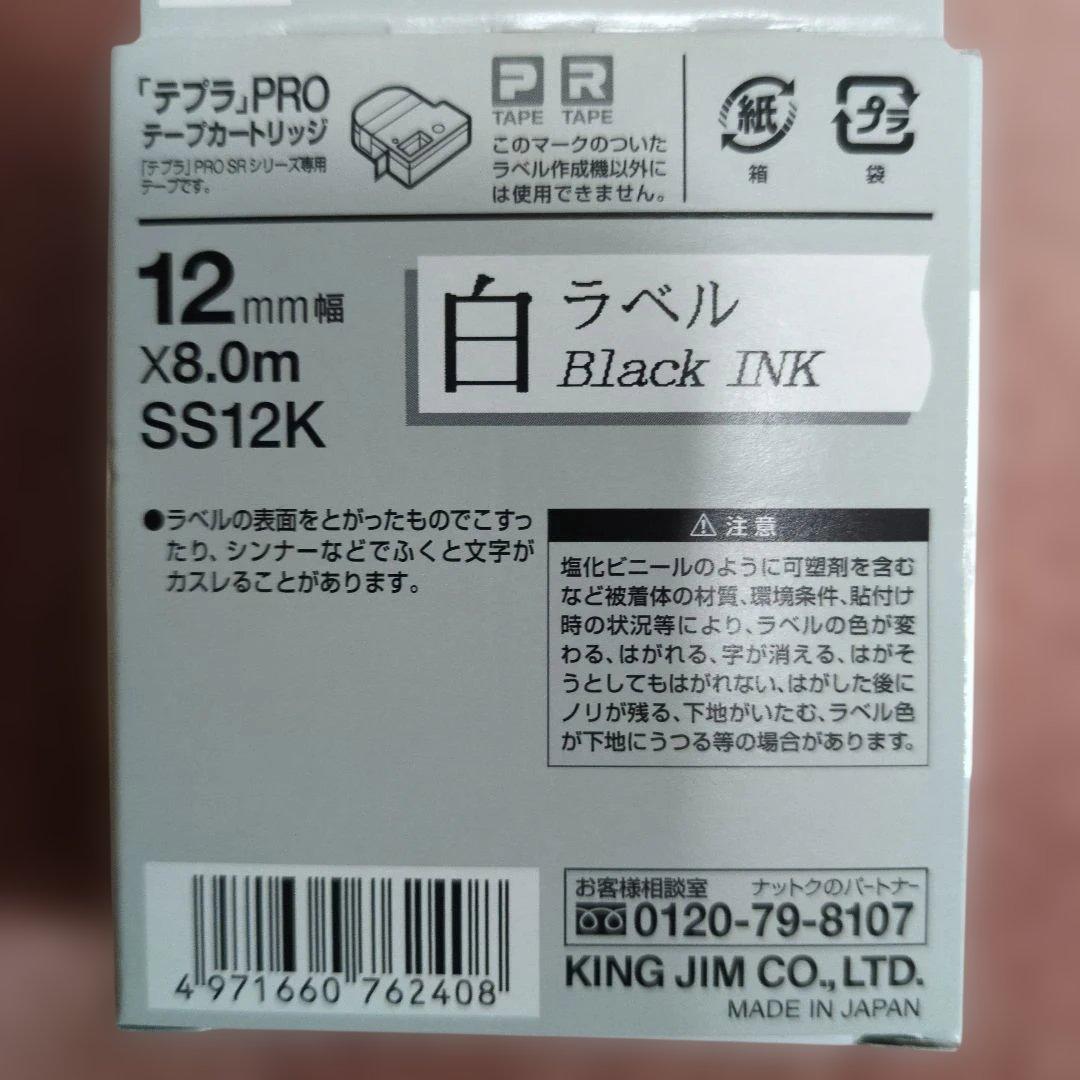 「テプラ」PRO
テープカートリッジ
「テプラ」PRO SRシリーズ専用
テープです。
P R
TAPE TAPE
このマークのついた
ラベル作成機以外に
は使用できません。
紙 プラ
箱 袋
12mm幅
X8.0m
SS12K
白 ラベル
Black INK
●ラベルの表面をとがったものでこすっ
たり、シンナーなどでふくと文字が
カスレることがあります。
⚠注意
塩化ビニールのように可塑剤を含む
など被着体の材質、環境条件、貼付け
時の状況等により、ラベルの色が変
わる、はがれる、字が消える、はがそ
うとしてもはがれない、はがした後に
ノリが残る、下地がいたむ、ラベル色
が下地にうつる等の場合があります。
4 971660 762408
お客様相談室 ナットクのパートナー
0120-79-8107
KING JIM CO., LTD.
MADE IN JAPAN